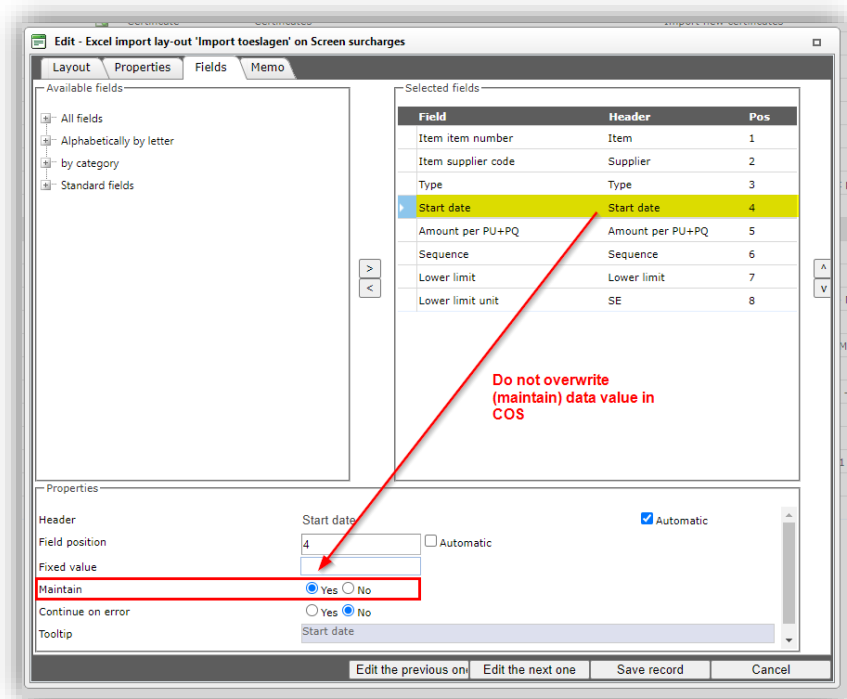 Import new certificates
Edit - Excel import lay-out 'Import toeslagen' on Screen surcharges
Layout Properties Fields Memo
Available fields
All fields
Alphabetically by letter
by category
Standard fields
>
<
Selected fields
Field Header Pos
Item item number Item 1
Item supplier code Supplier 2
Type Type 3
Start date Start date 4
Amount per PU+PQ Amount per PU+PQ 5
Sequence Sequence 6
Lower limit Lower limit 7
Lower limit unit SE 8
^
v
Do not overwrite
(maintain) data value in
COS
Properties
Header Start date Automatic
Field position 4 Automatic
Fixed value
Maintain Yes No
Continue on error Yes No
Tooltip Start date
Edit the previous on Edit the next one Save record Cancel